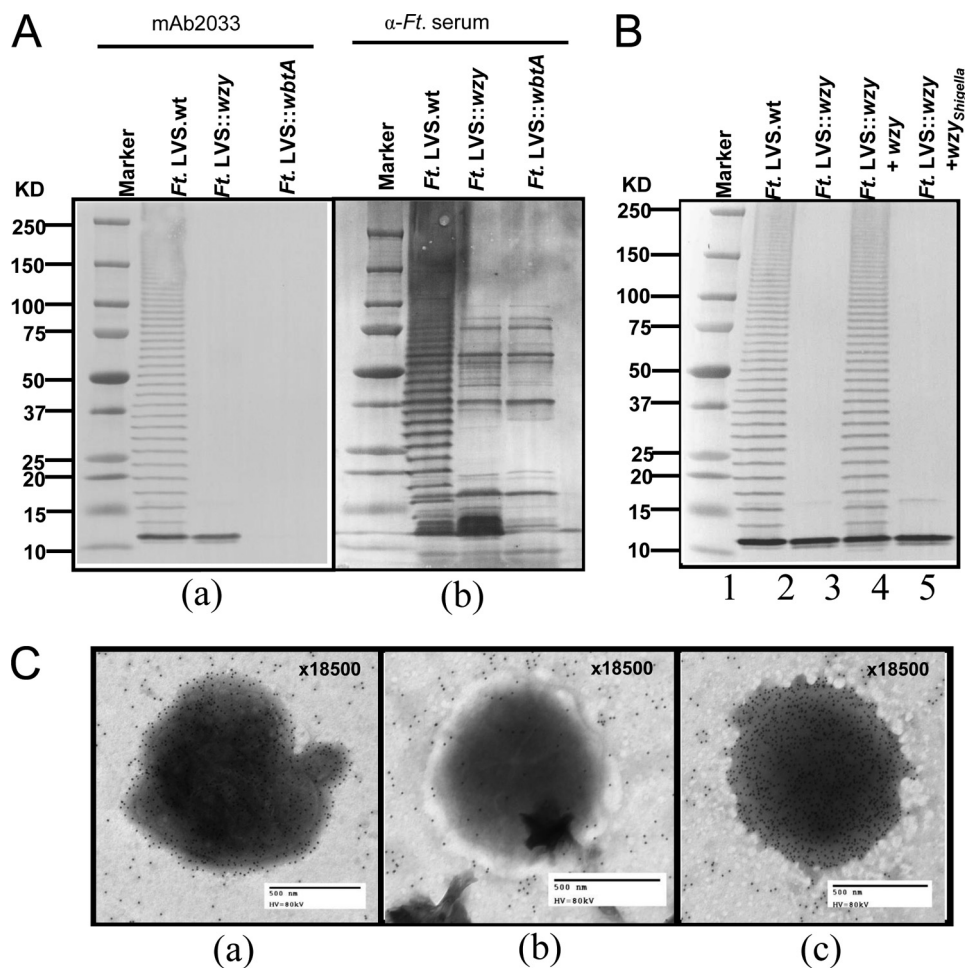 A
mAb2033
α-Ft. serum
KD
Marker
Ft. LVS.wt
Ft. LVS::wzy
Ft. LVS::wbtA
Marker
Ft. LVS.wt
Ft. LVS::wzy
Ft. LVS::wbtA
250
150
100
75
50
37
25
20
15
10
(a)
(b)
B
KD
Marker
Ft. LVS.wt
Ft. LVS::wzy
Ft. LVS::wzy
+ wzy
Ft. LVS::wzy
+wzyShigella
250
150
100
75
50
37
25
20
15
10
1 2 3 4 5
C
x18500
500 nm
HV=80kV
(a)
x18500
500 nm
HV=80kV
(b)
x18500
500 nm
HV=80kV
(c)